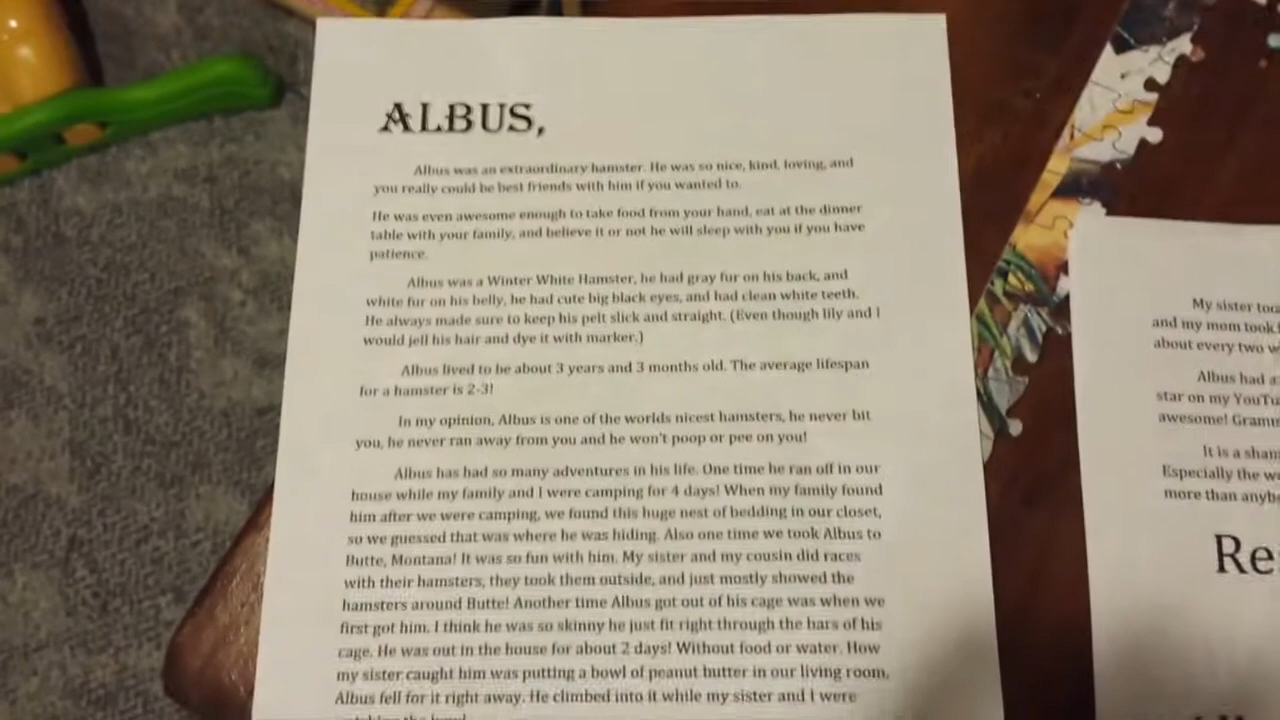 ALBUS,
Albus was an extraordinary hamster. He was so nice, kind, loving, and
you really could be best friends with him if you wanted to.
He was even awesome enough to take food from your hand, eat at the dinner
table with your family, and believe it or not he will sleep with you if you have
patience.
Albus was a Winter White Hamster, he had gray fur on his back, and
white fur on his belly, he had cute big black eyes, and had clean white teeth.
He always made sure to keep his pelt slick and straight. (Even though lily and I
would jell his hair and dye it with marker.)
Albus lived to be about 3 years and 3 months old. The average lifespan
for a hamster is 2-3!
In my opinion, Albus is one of the worlds nicest hamsters, he never bit
you, he never ran away from you and he won't poop or pee on you!
Albus has had so many adventures in his life. One time he ran off in our
house while my family and I were camping for 4 days! When my family found
him after we were camping, we found this huge nest of bedding in our closet,
so we guessed that was where he was hiding. Also one time we took Albus to
Butte, Montana! It was so fun with him. My sister and my cousin did races
with their hamsters, they took them outside, and just mostly showed the
hamsters around Butte! Another time Albus got out of his cage was when we
first got him. I think he was so skinny he just fit right through the bars of his
cage. He was out in the house for about 2 days! Without food or water. How
my sister caught him was putting a bowl of peanut butter in our living room,
Albus fell for it right away. He climbed into it while my sister and I were
My sister
and my mom took
about every two
Albus had
star on my
awesome!
It is a
Especially the
more than